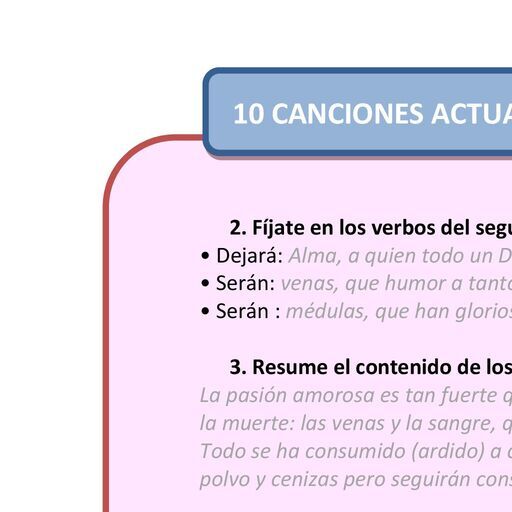 10 CANCIONES ACTUA
2. Fíjate en los verbos del segu
• Dejará: Alma, a quien todo un D
• Serán: venas, que humor a tanto
• Serán : médulas, que han glorios
3. Resume el contenido de los
La pasión amorosa es tan fuerte q
la muerte: las venas y la sangre, q
Todo se ha consumido (ardido) a
polvo y cenizas pero seguirán cons